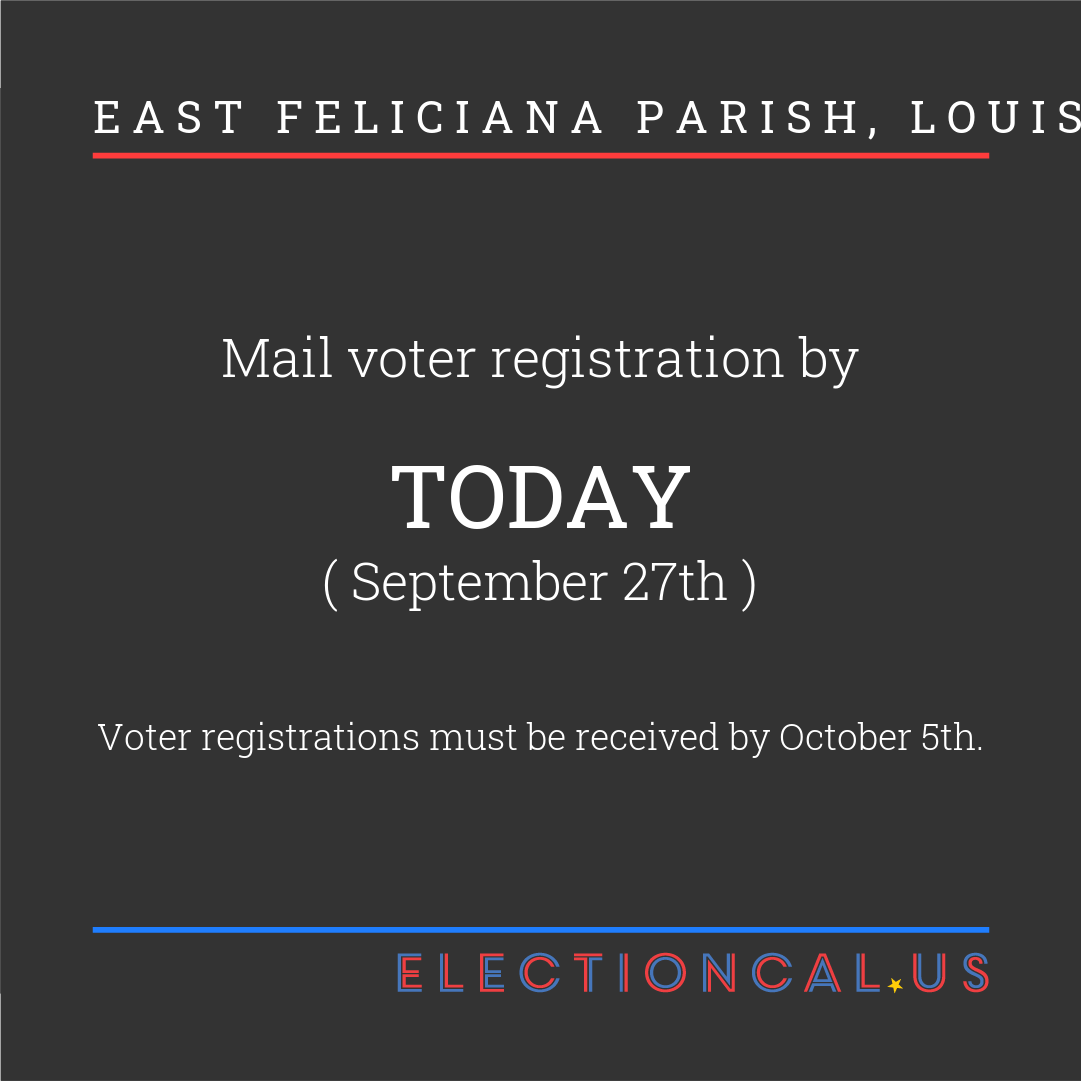 EAST FELICIANA PARISH, LOUIS
Mail voter registration by
TODAY
( September 27th )
Voter registrations must be received by October 5th.
ELECTIONCAL.US